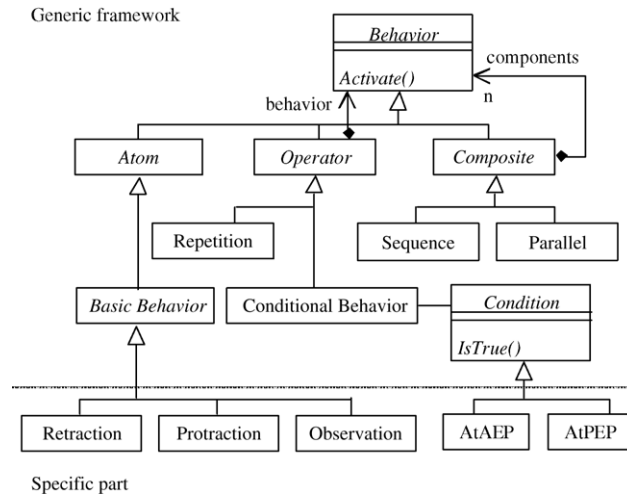 Generic framework
Behavior
components
Activate()
n
behavior
Atom
Operator
Composite
Repetition
Sequence
Parallel
Basic Behavior
Conditional Behavior
Condition
IsTrue()
Retraction
Protraction
Observation
AtAEP
AtPEP
Specific part